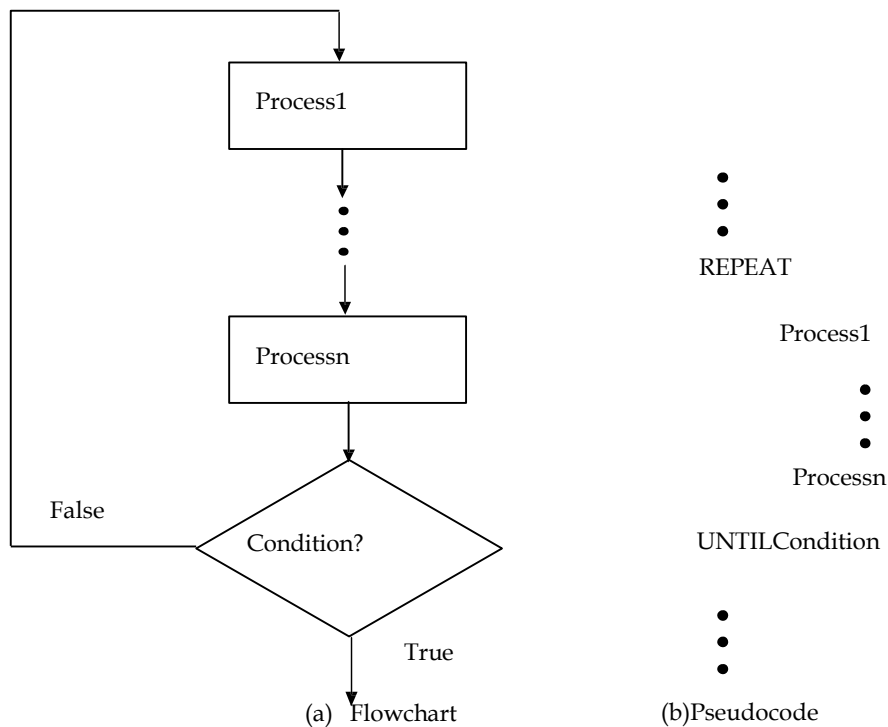 Process1
Processn
Condition?
False
True
(a) Flowchart
REPEAT
Process1
Processn
UNTILCondition
(b)Pseudocode